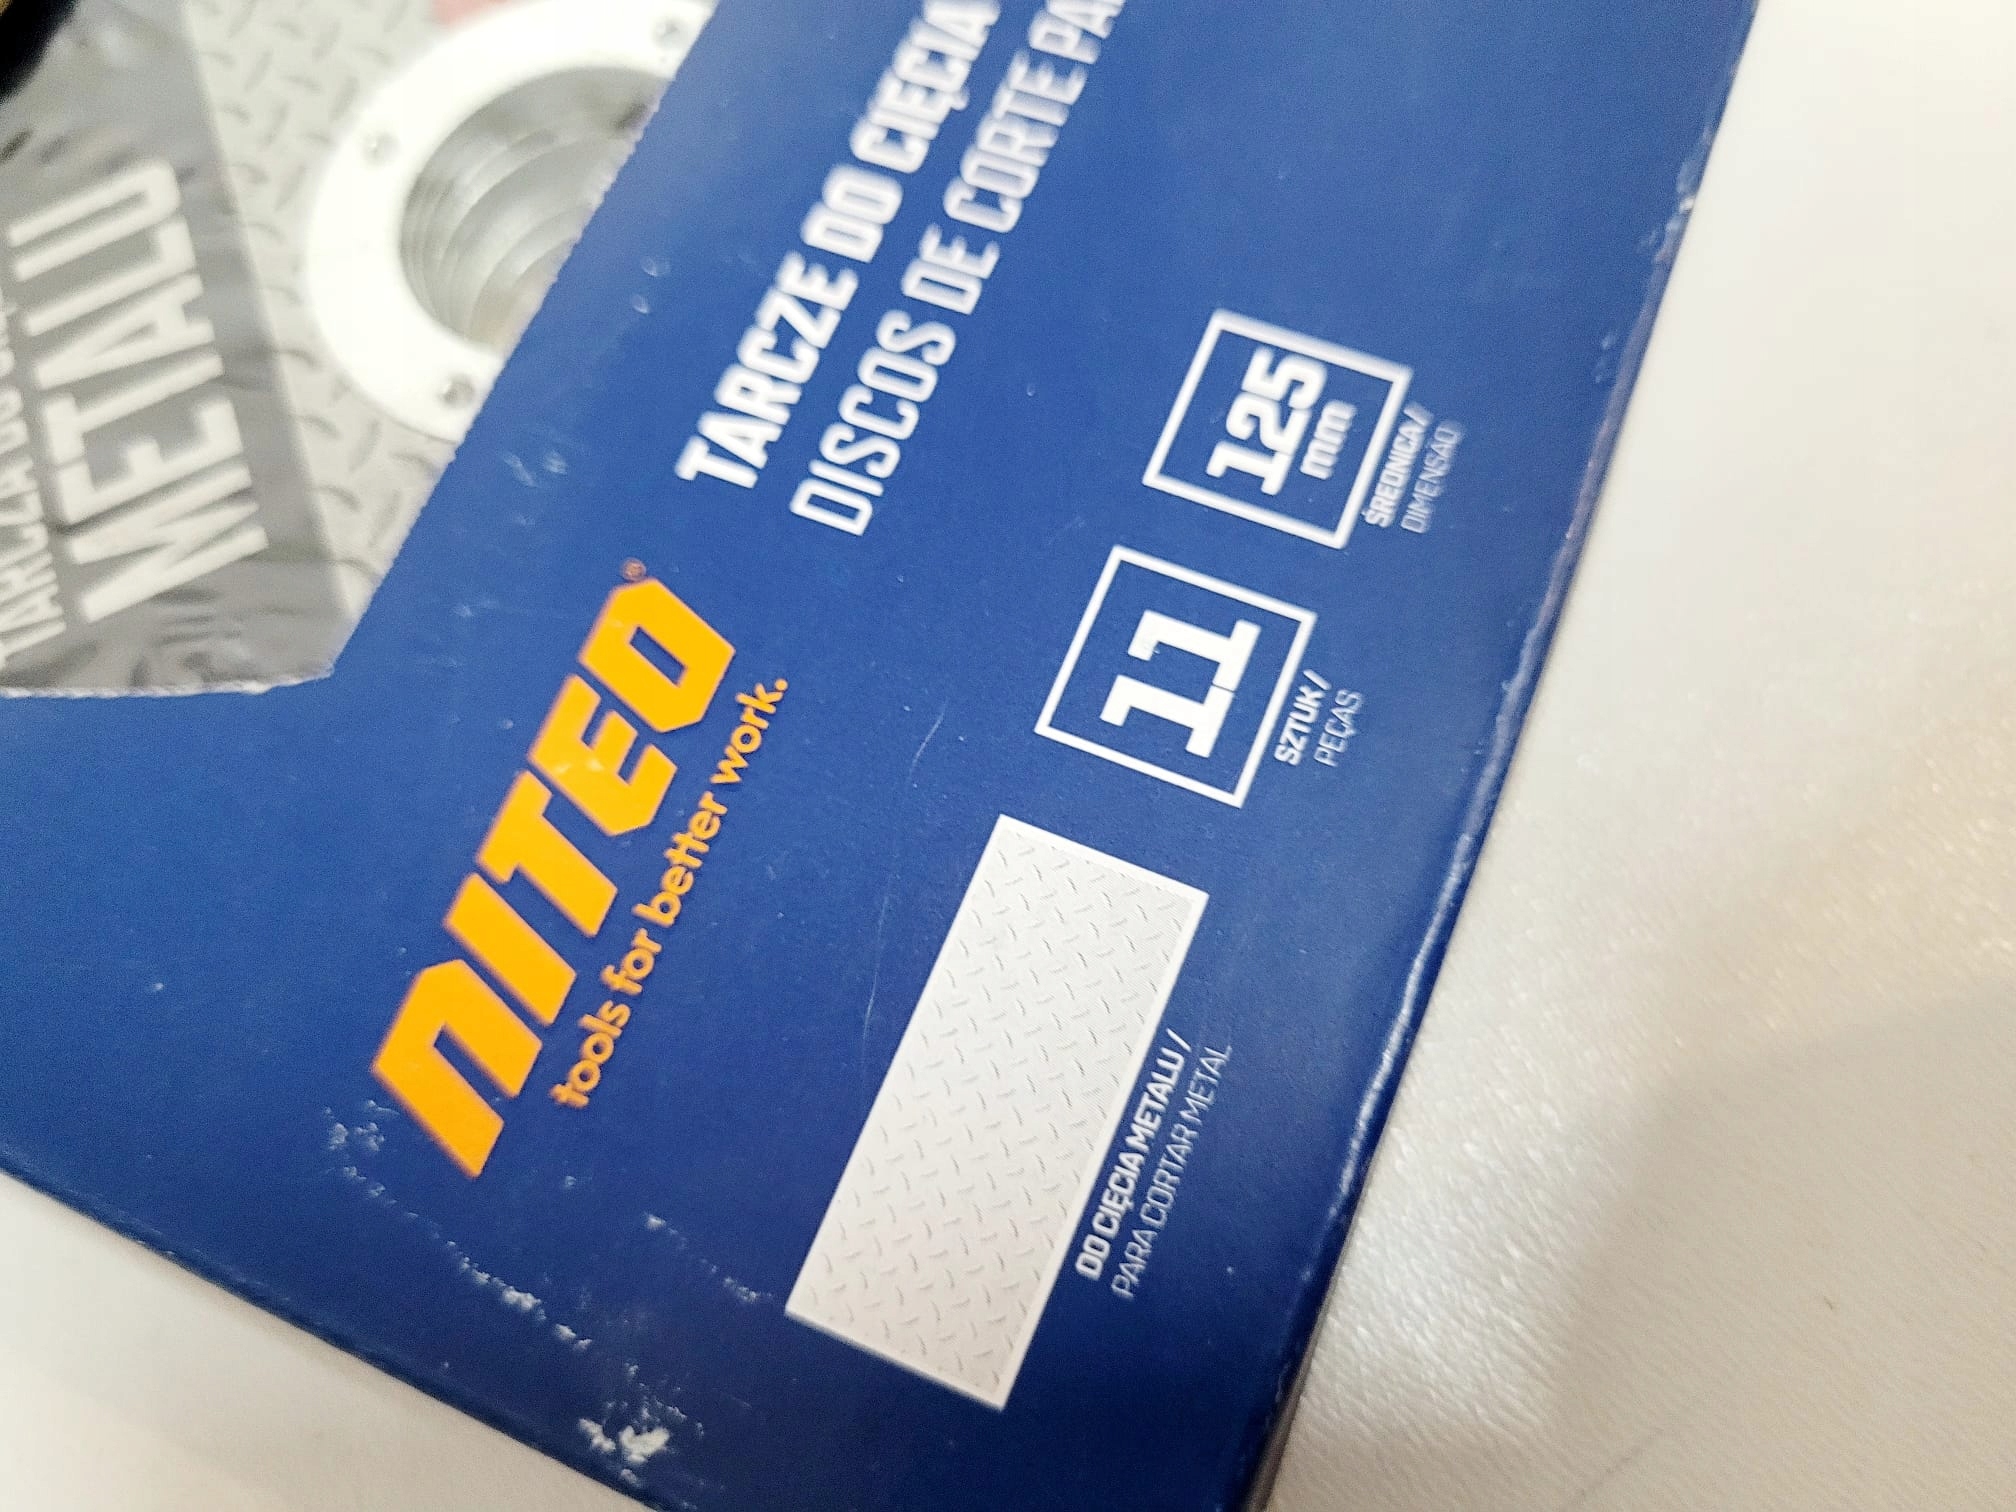 METALU
METALU
TARCZE DO CIĘCIA
DISCOS DE CORTE
NITEO®
tools for better work.
125
mm
ŚREDNICA /
DIMENSÃO
11
SZTUK /
PEÇAS
DO CIĘCIA METALU /
PARA CORTAR METAL